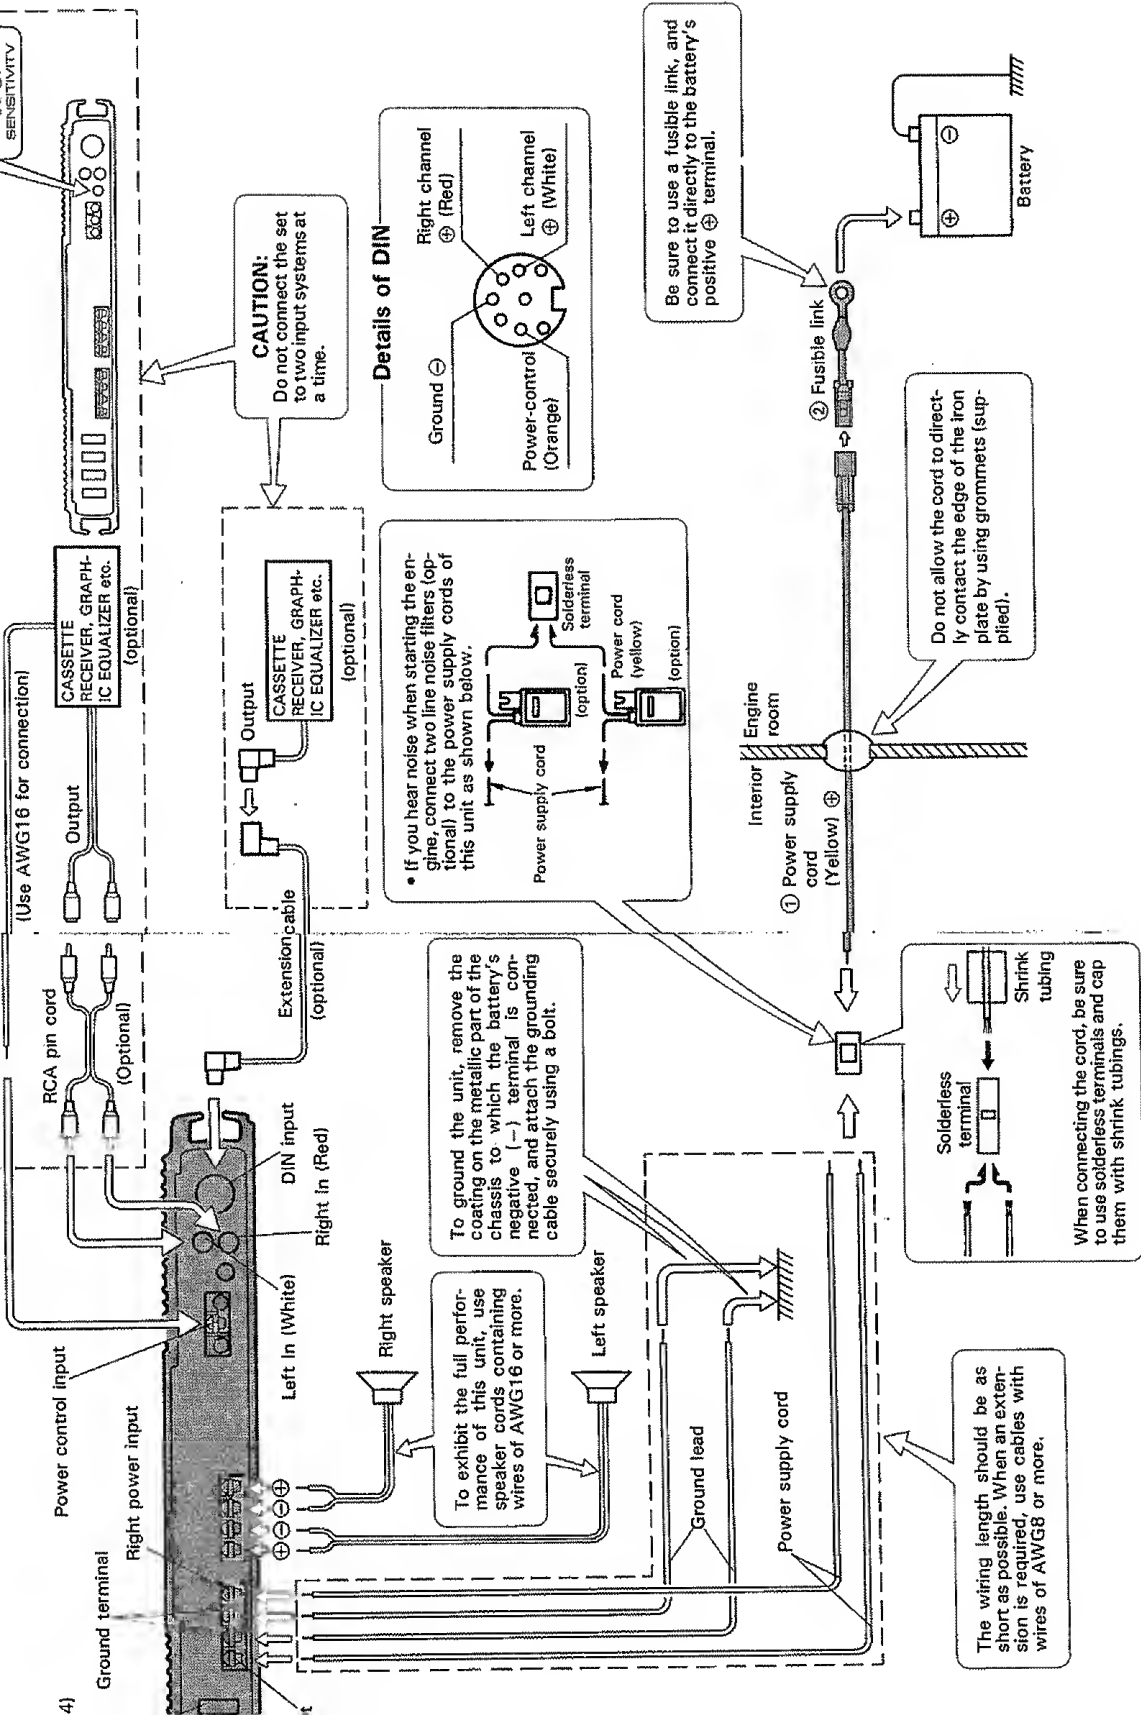 4)
Ground terminal
Right power input
Power control input
Left In (White)
Right In (Red)
DIN input
RCA pin cord
(Optional)
(Use AWG16 for connection)
Output
CASSETTE
RECEIVER, GRAPH-
IC EQUALIZER etc.
(optional)
SENSITIVITY
Extension cable
(optional)
Output
CASSETTE
RECEIVER, GRAPH-
IC EQUALIZER etc.
(optional)
CAUTION:
Do not connect the set
to two input systems at
a time.
Right speaker
To exhibit the full perfor-
mance of this unit, use
speaker cords containing
wires of AWG16 or more.
Left speaker
⊕ ⊖ ⊖ ⊕
To ground the unit, remove the
coating on the metallic part of the
chassis to which the battery's
negative (−) terminal is con-
nected, and attach the grounding
cable securely using a bolt.
• If you hear noise when starting the en-
gine, connect two line noise filters (op-
tional) to the power supply cords of
this unit as shown below.
Power supply cord
(option)
Solderless
terminal
Power cord
(yellow)
(option)
Details of DIN
Ground ⊖
Right channel
⊕ (Red)
Power-control
(Orange)
Left channel
⊕ (White)
Ground lead
Power supply cord
The wiring length should be as
short as possible. When an exten-
sion is required, use cables with
wires of AWG8 or more.
Solderless
terminal
Shrink
tubing
When connecting the cord, be sure
to use solderless terminals and cap
them with shrink tubings.
Interior
Engine
room
① Power supply
cord
(Yellow) ⊕
Do not allow the cord to direct-
ly contact the edge of the iron
plate by using grommets (sup-
plied).
② Fusible link
Be sure to use a fusible link, and
connect it directly to the battery's
positive ⊕ terminal.
⊕ ⊖
Battery